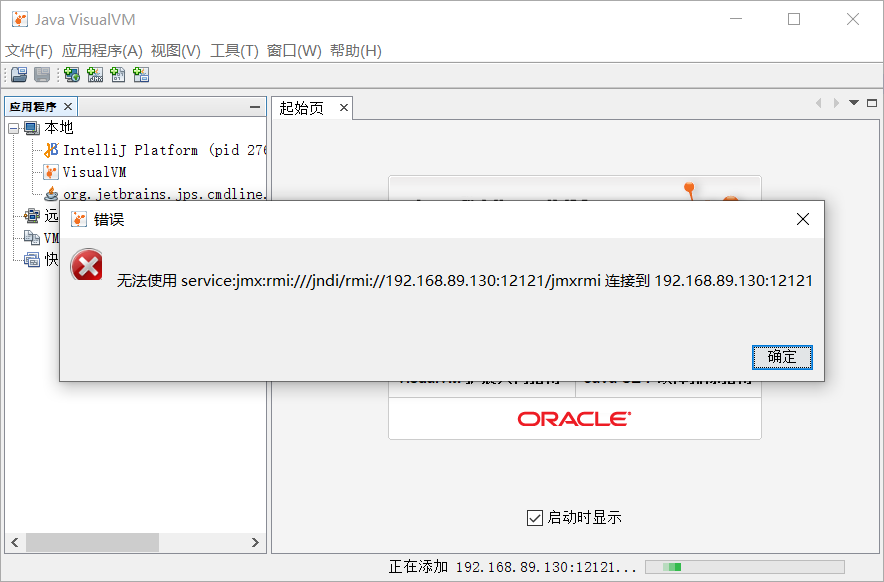 Java VisualVM
文件(F) 应用程序(A) 视图(V) 工具(T) 窗口(W) 帮助(H)
应用程序
起始页
本地
IntelliJ Platform (pid 276
VisualVM
org.jetbrains.jps.cmdline.
远
VM
快
错误
无法使用 service:jmx:rmi:///jndi/rmi://192.168.89.130:12121/jmxrmi 连接到 192.168.89.130:12121
确定
ORACLE
启动时显示
正在添加 192.168.89.130:12121...